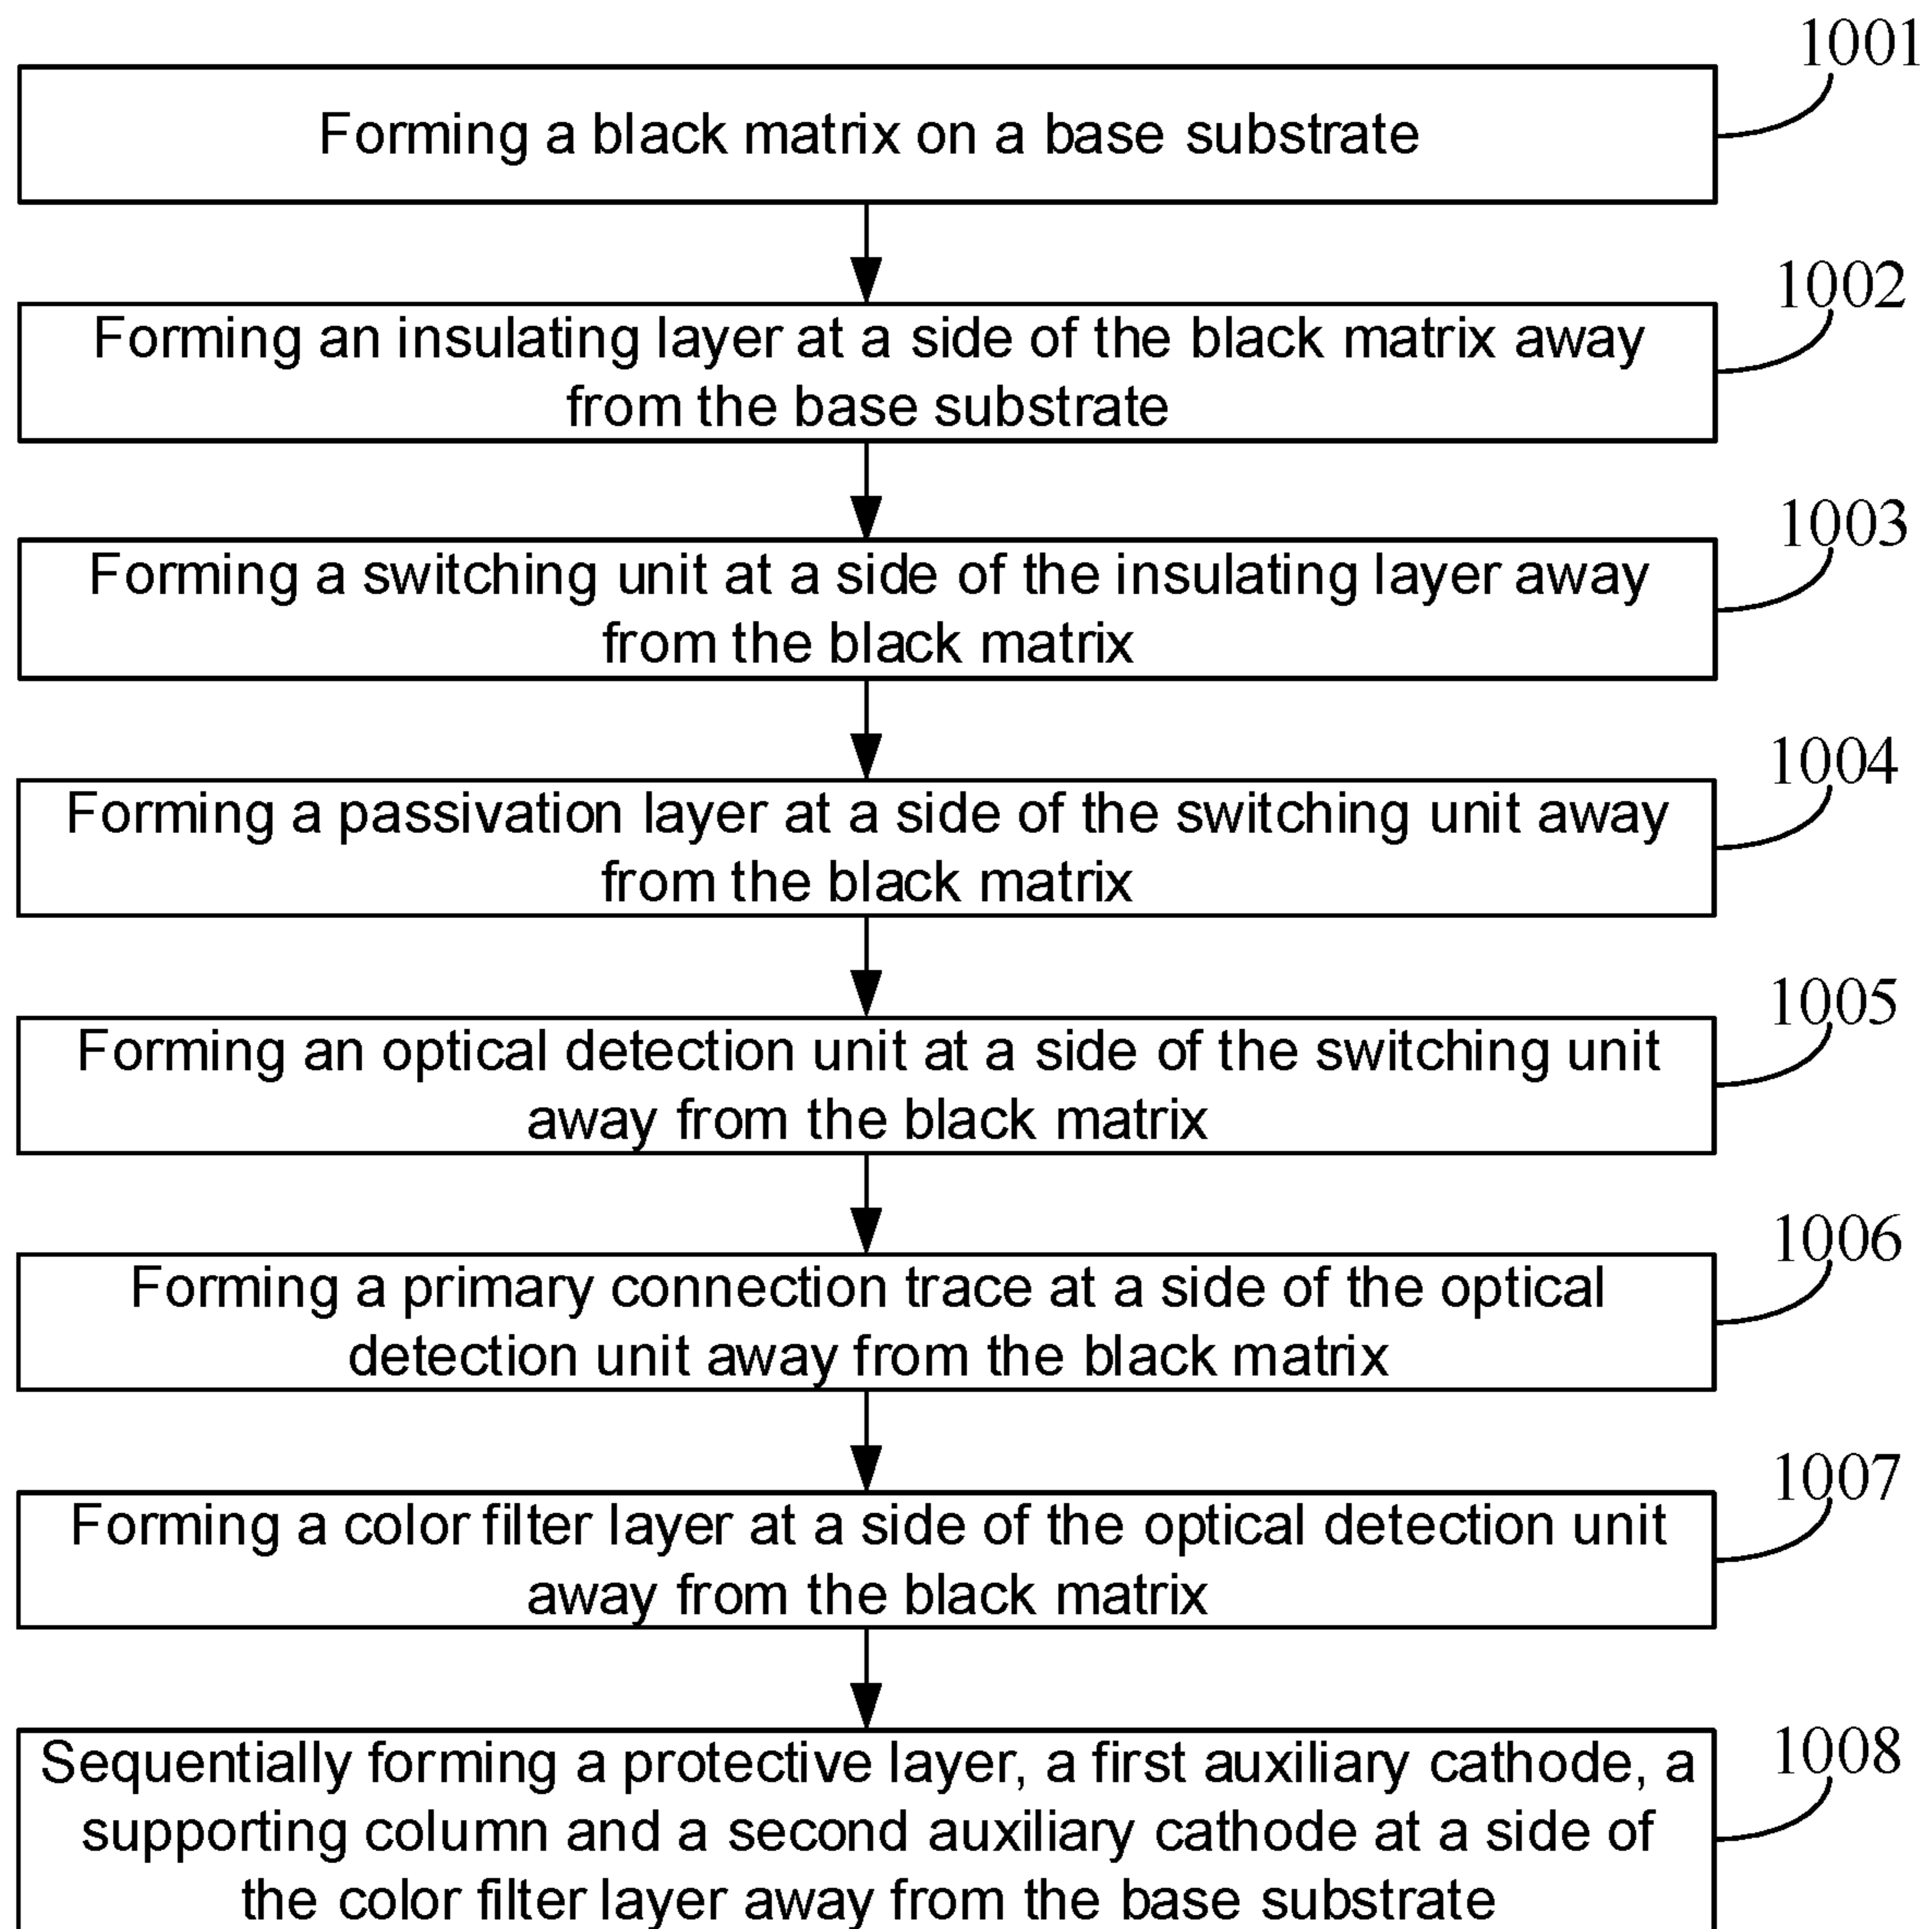 1001
Forming a black matrix on a base substrate
1002
Forming an insulating layer at a side of the black matrix away
from the base substrate
1003
Forming a switching unit at a side of the insulating layer away
from the black matrix
1004
Forming a passivation layer at a side of the switching unit away
from the black matrix
1005
Forming an optical detection unit at a side of the switching unit
away from the black matrix
1006
Forming a primary connection trace at a side of the optical
detection unit away from the black matrix
1007
Forming a color filter layer at a side of the optical detection unit
away from the black matrix
1008
Sequentially forming a protective layer, a first auxiliary cathode, a
supporting column and a second auxiliary cathode at a side of
the color filter layer away from the base substrate